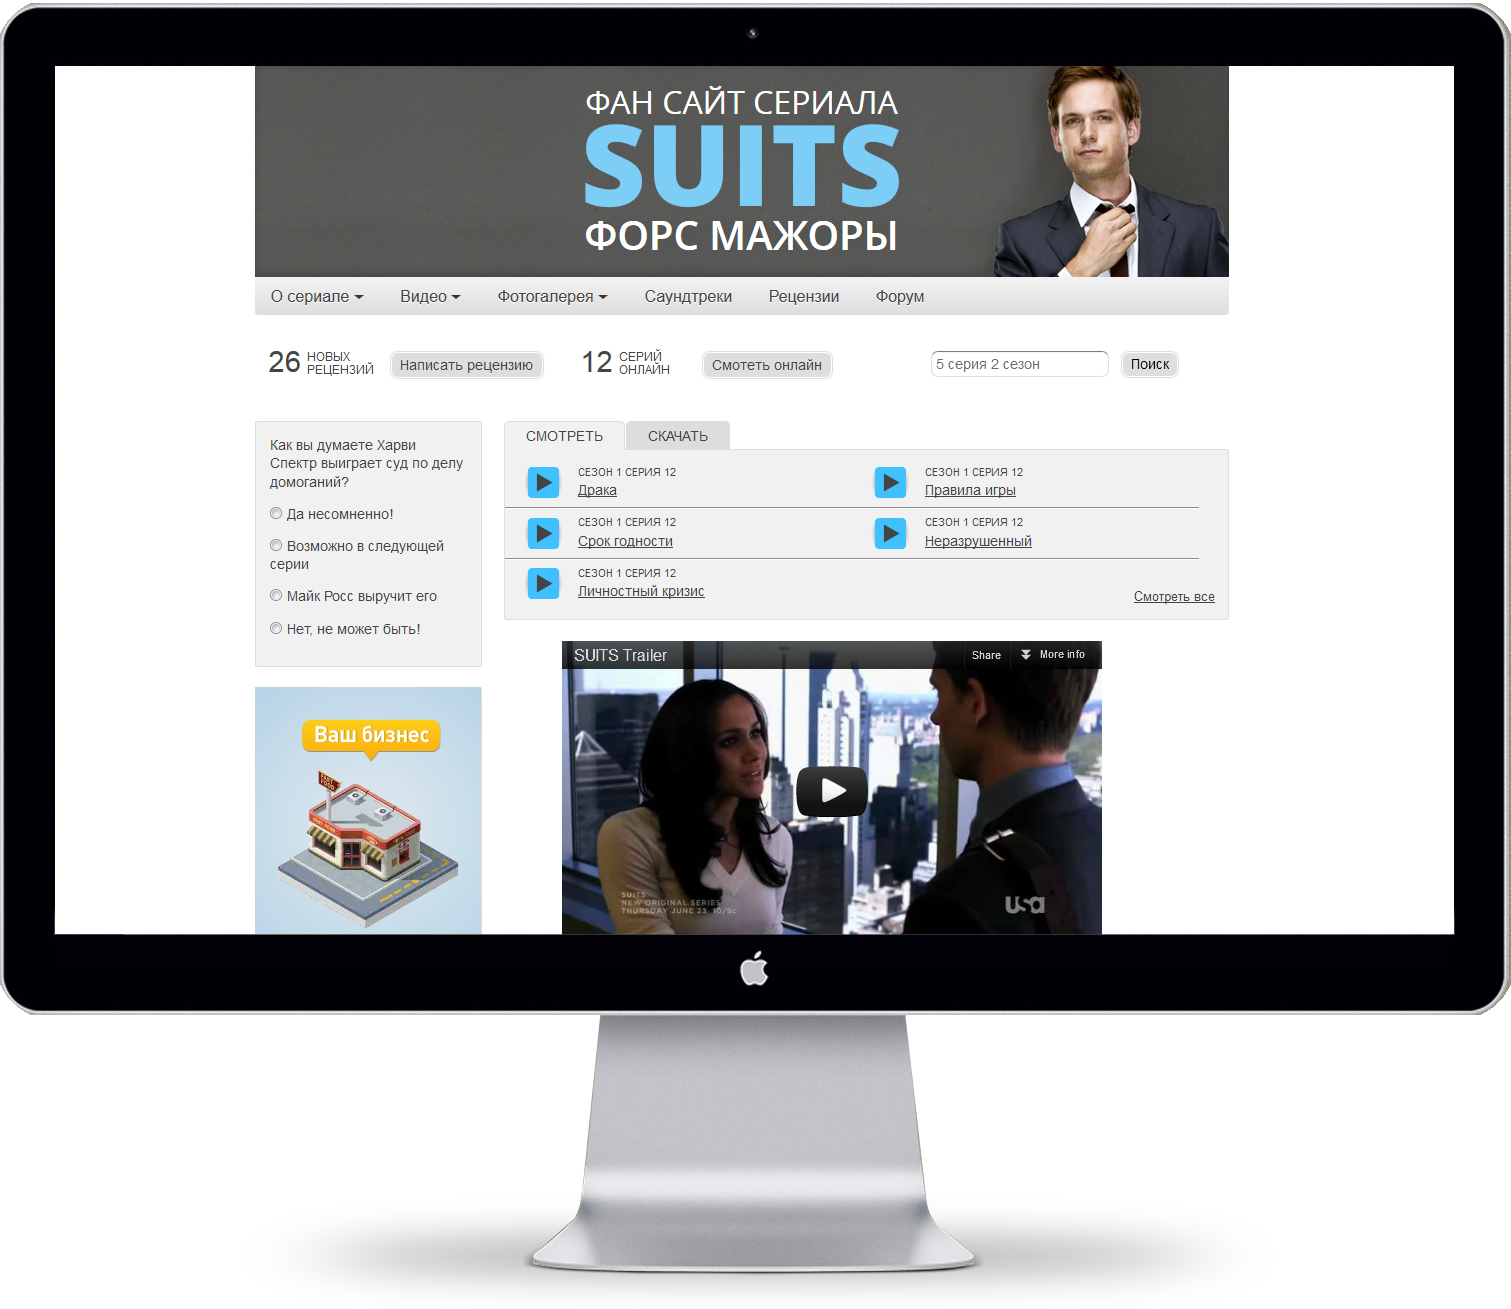 ФАН САЙТ СЕРИАЛА
SUITS
ФОРС МАЖОРЫ
О сериале Видео Фотогалерея Саундтреки Рецензии Форум
26 НОВЫХ РЕЦЕНЗИЙ Написать рецензию 12 СЕРИЙ ОНЛАЙН Смотеть онлайн 5 серия 2 сезон Поиск
Как вы думаете Харви
Спектр выиграет суд по делу
домоганий?
Да несомненно!
Возможно в следующей
серии
Майк Росс выручит его
Нет, не может быть!
СМОТРЕТЬ СКАЧАТЬ
СЕЗОН 1 СЕРИЯ 12
Драка
СЕЗОН 1 СЕРИЯ 12
Правила игры
СЕЗОН 1 СЕРИЯ 12
Срок годности
СЕЗОН 1 СЕРИЯ 12
Неразрушенный
СЕЗОН 1 СЕРИЯ 12
Личностный кризис
Смотреть все
SUITS Trailer Share More info
SUITS
NEW ORIGINAL SERIES
THURSDAY JUNE 23 10/9c
usa
Ваш бизнес
FAST FOOD